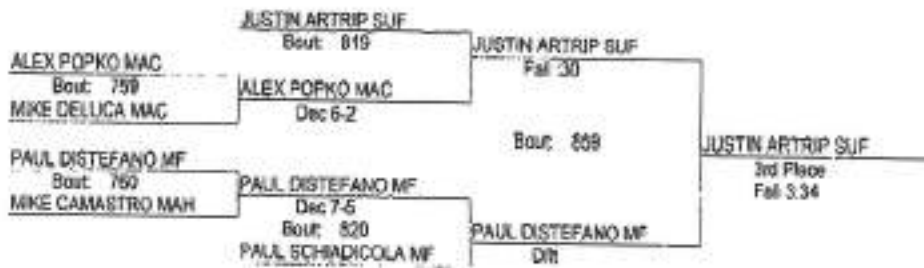 JUSTIN ARTRIP SUF
Bout: 819
JUSTIN ARTRIP SUF
Fall :30
ALEX POPKO MAC
Bout: 759
ALEX POPKO MAC
MIKE DELUCA MAC
Dec 6-2
Bout: 859
JUSTIN ARTRIP SUF
3rd Place
Fall 3:34
PAUL DISTEFANO MF
Bout: 760
PAUL DISTEFANO MF
MIKE CAMASTRO MAH
Dec 7-5
Bout: 820
PAUL DISTEFANO MF
PAUL SCHIADICOLA MF
Dflt